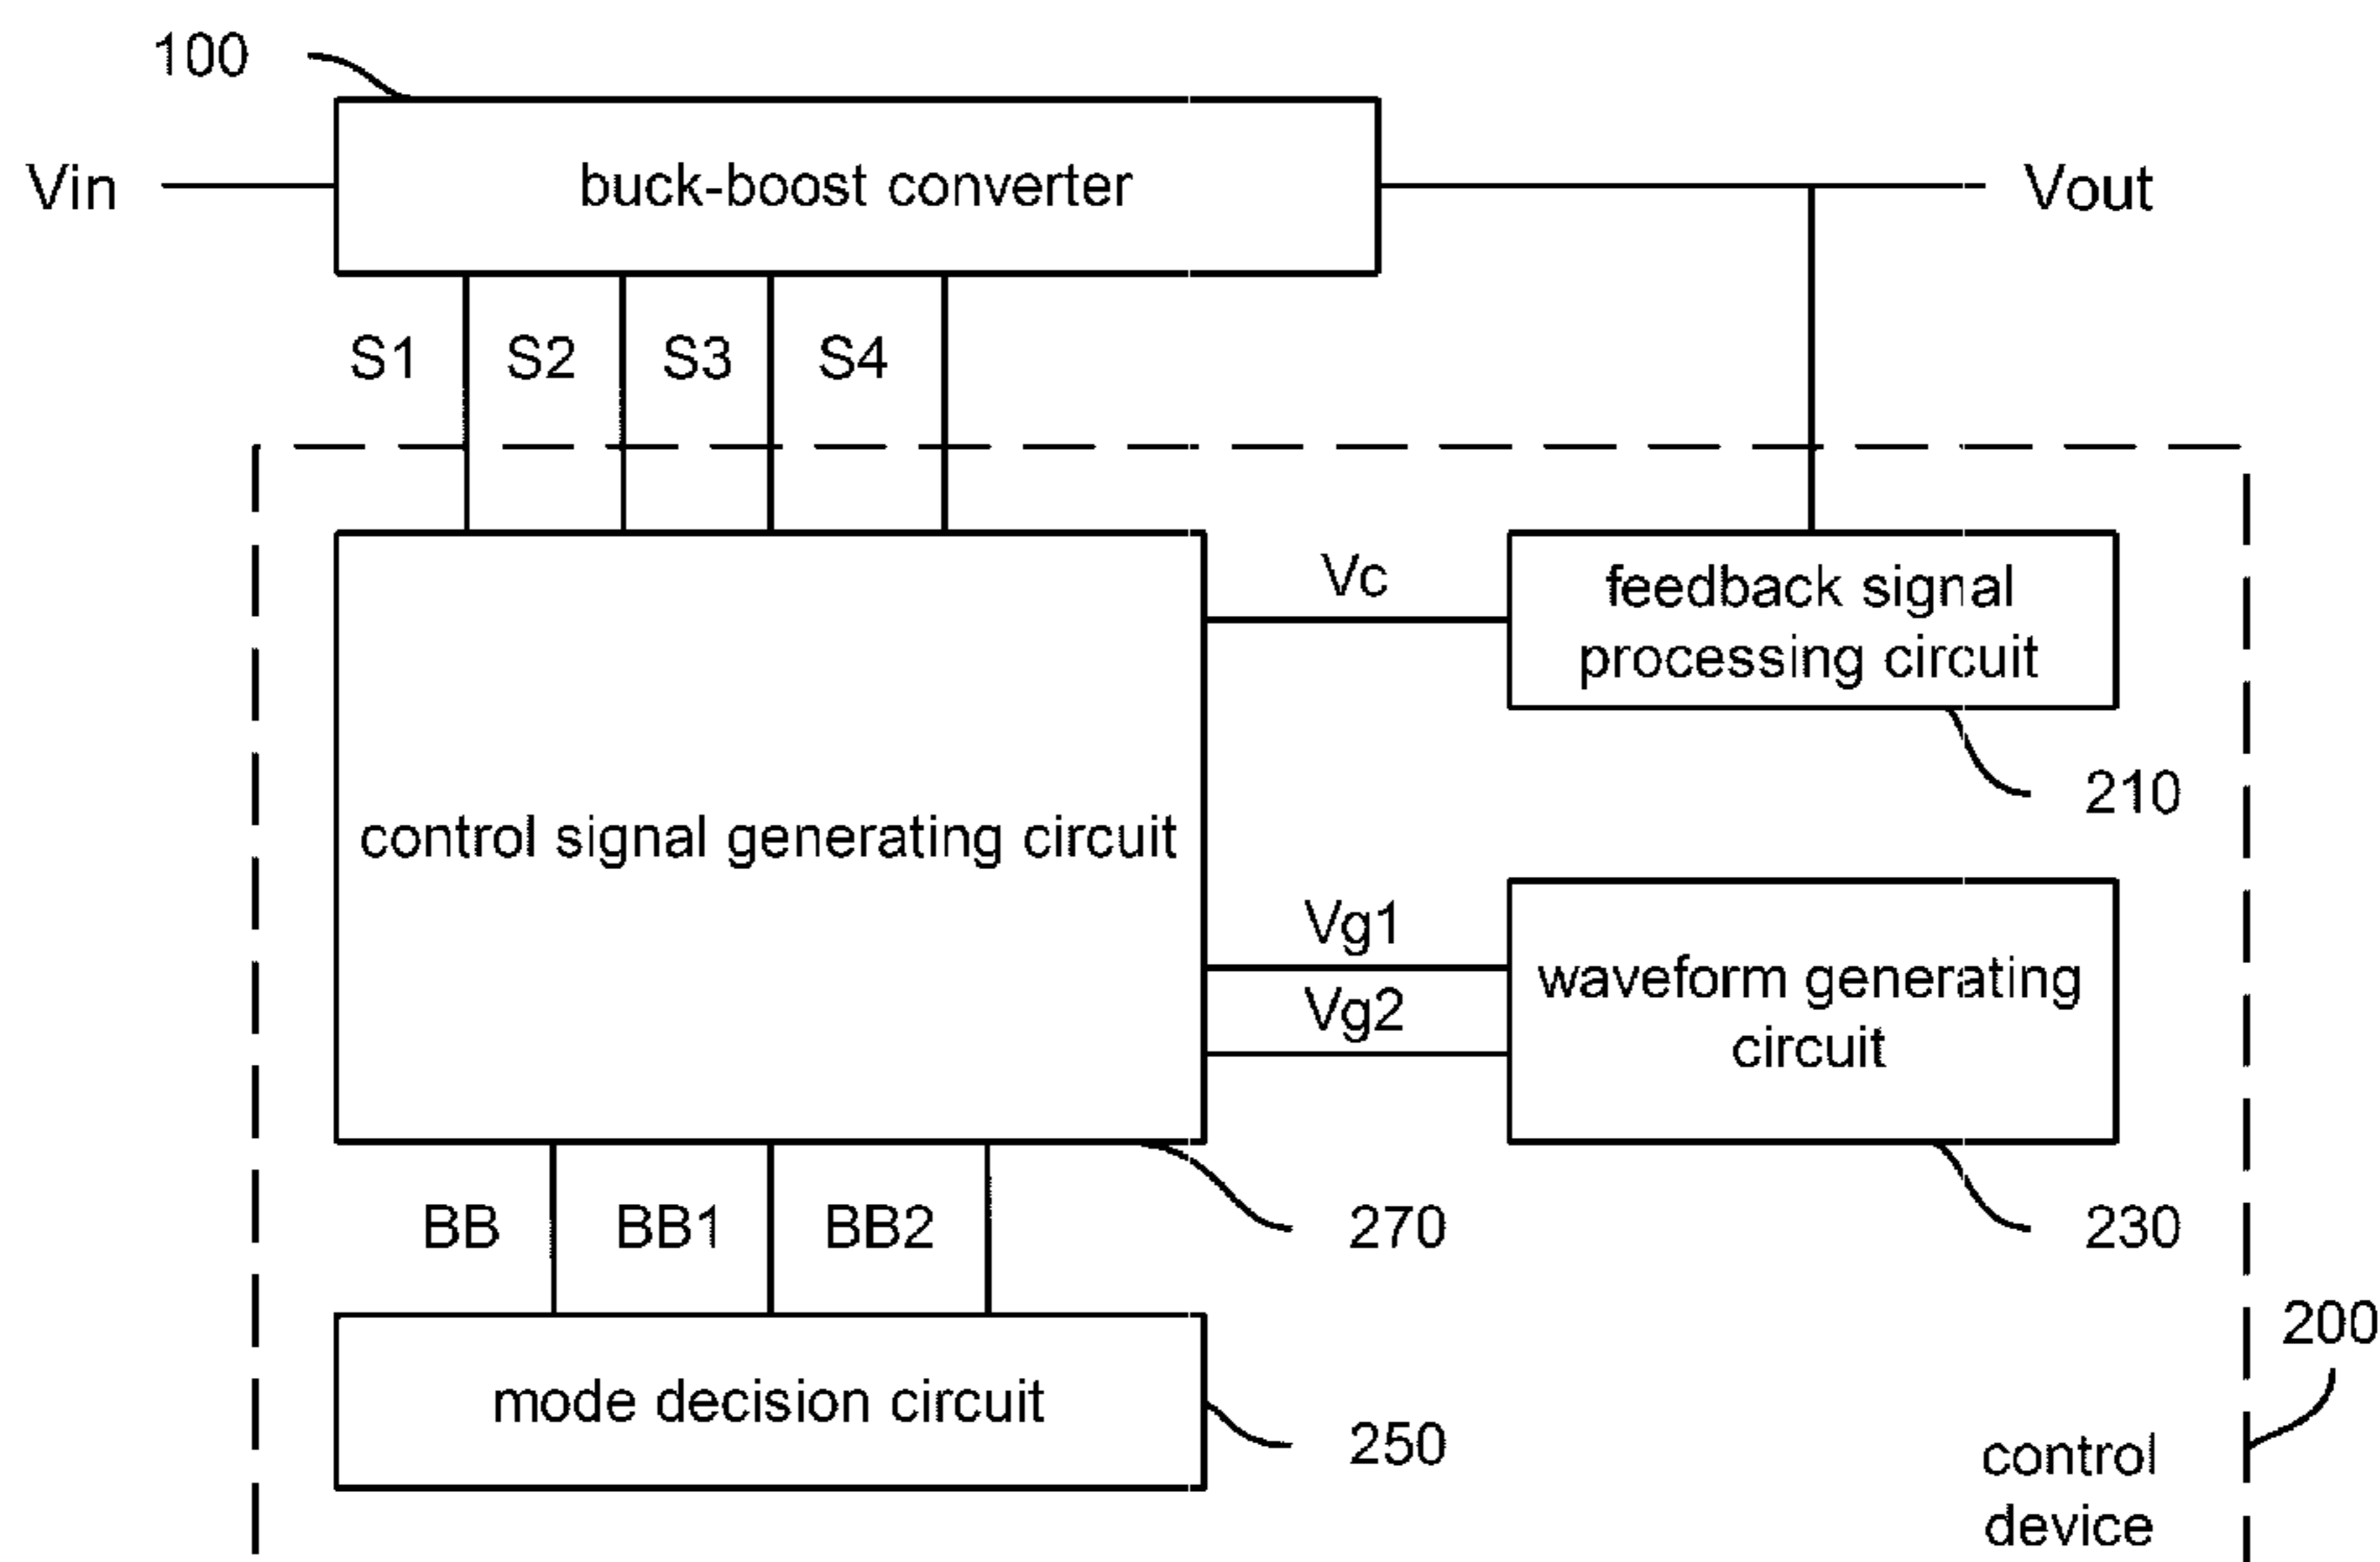 100
Vin
buck-boost converter
Vout
S1
S2
S3
S4
Vc
feedback signal
processing circuit
210
control signal generating circuit
Vg1
Vg2
waveform generating
circuit
BB
BB1
BB2
270
230
200
mode decision circuit
250
control
device